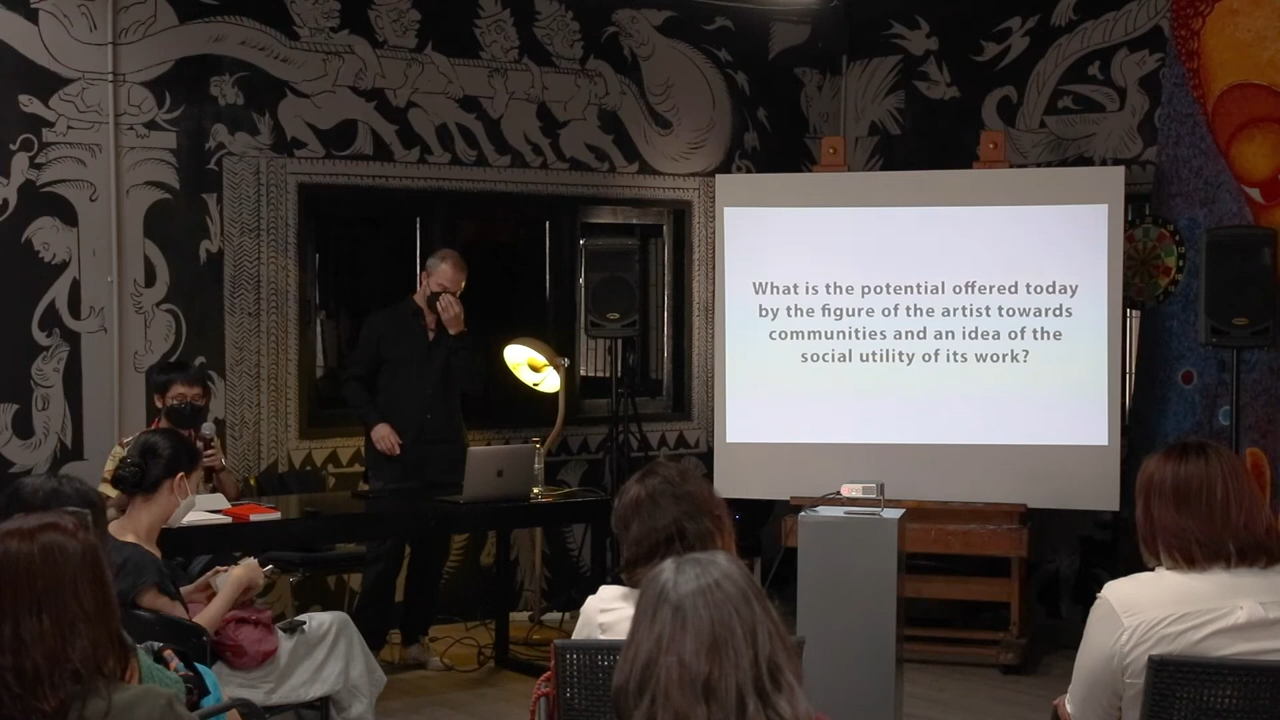 What is the potential offered today
by the figure of the artist towards
communities and an idea of the
social utility of its work?